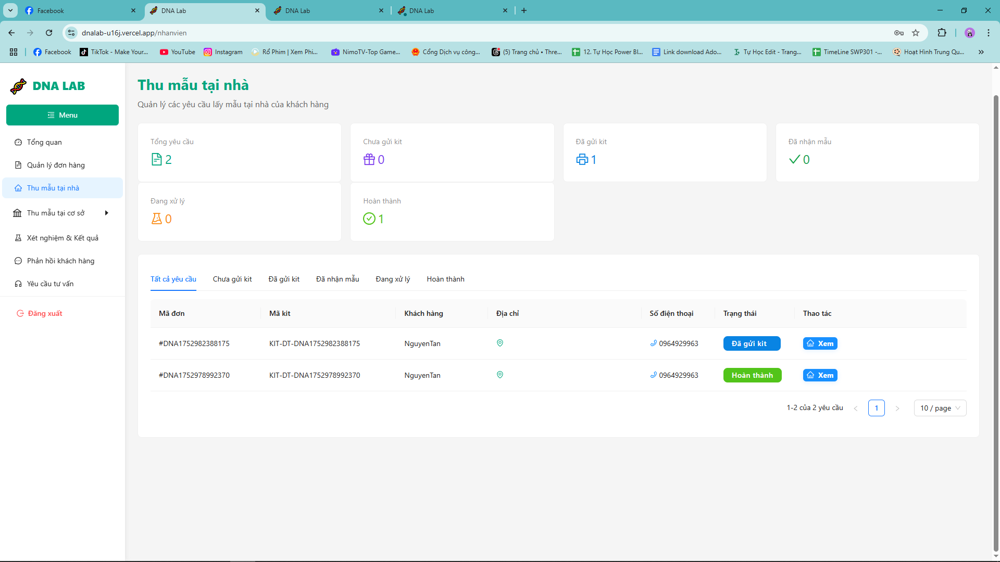 Facebook
DNA Lab
DNA Lab
DNA Lab
dnalab-u16j.vercel.app/nhanvien
Facebook
TikTok - Make Your...
YouTube
Instagram
Rổ Phim | Xem Phi...
NimoTV-Top Game...
Cổng Dịch vụ công...
(5) Trang chủ • Thre...
12. Tự Học Power BI...
Link download Ado...
Tự Học Edit - Trang...
TimeLine SWP301 -...
Hoạt Hình Trung Qu...
DNA LAB
Menu
Tổng quan
Quản lý đơn hàng
Thu mẫu tại nhà
Thu mẫu tại cơ sở
Xét nghiệm & Kết quả
Phản hồi khách hàng
Yêu cầu tư vấn
Đăng xuất
Thu mẫu tại nhà
Quản lý các yêu cầu lấy mẫu tại nhà của khách hàng
Tổng yêu cầu
2
Chưa gửi kit
0
Đã gửi kit
1
Đã nhận mẫu
0
Đang xử lý
0
Hoàn thành
1
Tất cả yêu cầu Chưa gửi kit Đã gửi kit Đã nhận mẫu Đang xử lý Hoàn thành
Mã đơn Mã kit Khách hàng Địa chỉ Số điện thoại Trạng thái Thao tác
#DNA1752982388175 KIT-DT-DNA1752982388175 NguyenTan 0964929963 Đã gửi kit Xem
#DNA1752978992370 KIT-DT-DNA1752978992370 NguyenTan 0964929963 Hoàn thành Xem
1-2 của 2 yêu cầu < 1 > 10 / page